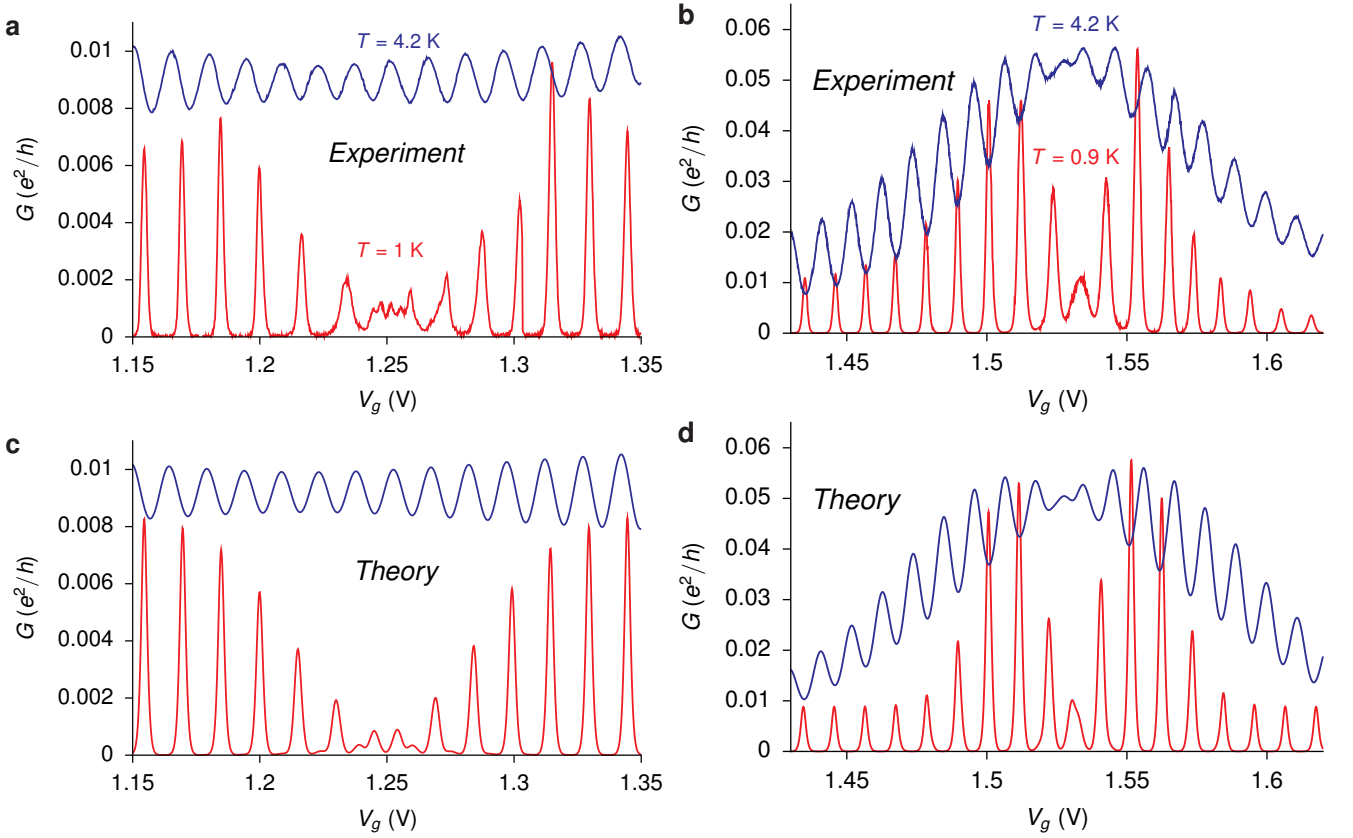 a
T = 4.2 K
Experiment
T = 1 K
G (e²/h)
0.01
0.008
0.006
0.004
0.002
0
1.15
1.2
1.25
1.3
1.35
V_g (V)
b
T = 4.2 K
Experiment
T = 0.9 K
G (e²/h)
0.06
0.05
0.04
0.03
0.02
0.01
0
1.45
1.5
1.55
1.6
V_g (V)
c
Theory
G (e²/h)
0.01
0.008
0.006
0.004
0.002
0
1.15
1.2
1.25
1.3
1.35
V_g (V)
d
Theory
G (e²/h)
0.06
0.05
0.04
0.03
0.02
0.01
0
1.45
1.5
1.55
1.6
V_g (V)